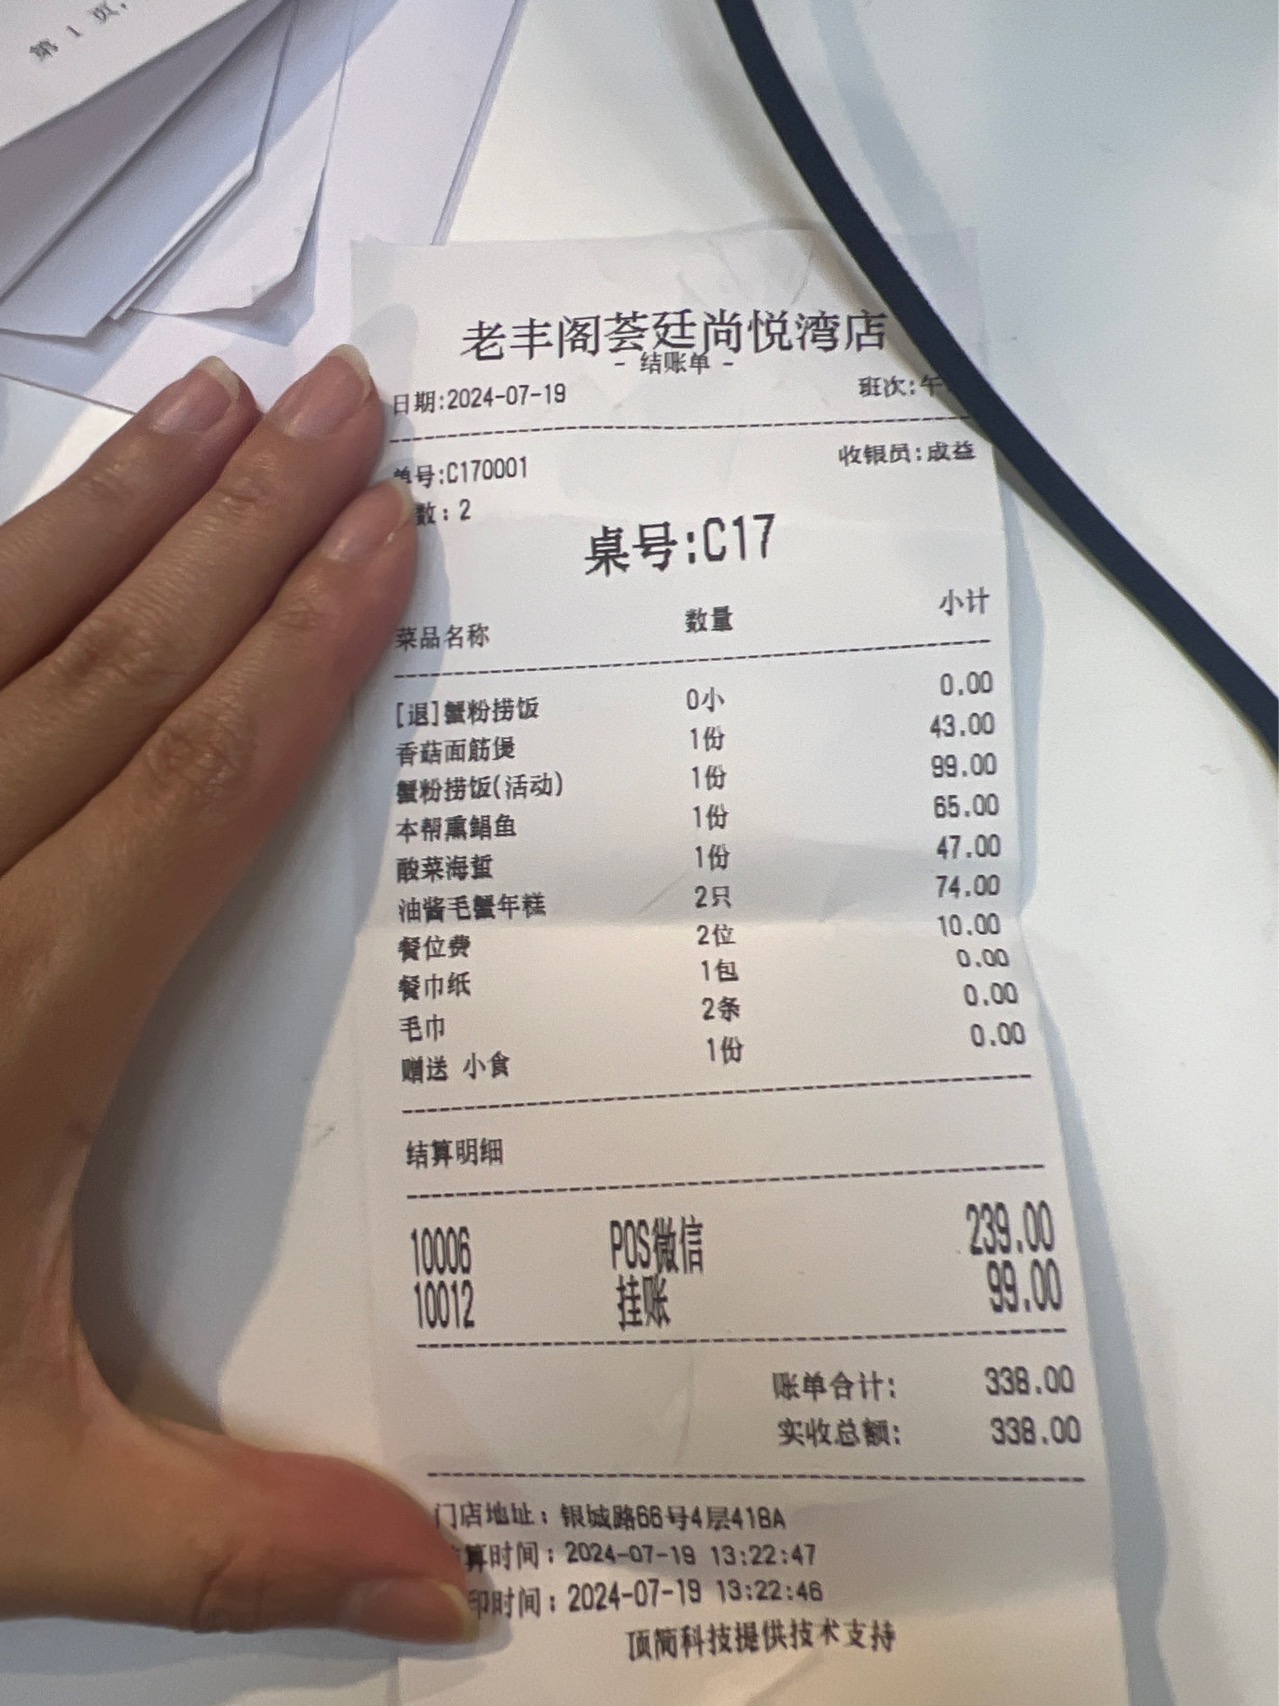 第 1 页,
老丰阁荟廷尚悦湾店
- 结账单 -
日期:2024-07-19 班次:午
单号:C170001 收银员:成益
数: 2
桌号:C17
菜品名称 数量 小计
[退]蟹粉捞饭 0小 0.00
香菇面筋煲 1份 43.00
蟹粉捞饭(活动) 1份 99.00
本帮熏鲳鱼 1份 65.00
酸菜海蜇 1份 47.00
油酱毛蟹年糕 2只 74.00
餐位费 2位 10.00
餐巾纸 1包 0.00
毛巾 2条 0.00
赠送 小食 1份 0.00
结算明细
10006 POS微信 239.00
10012 挂账 99.00
账单合计: 338.00
实收总额: 338.00
门店地址: 银城路66号4层418A
算时间: 2024-07-19 13:22:47
印时间: 2024-07-19 13:22:46
顶简科技提供技术支持